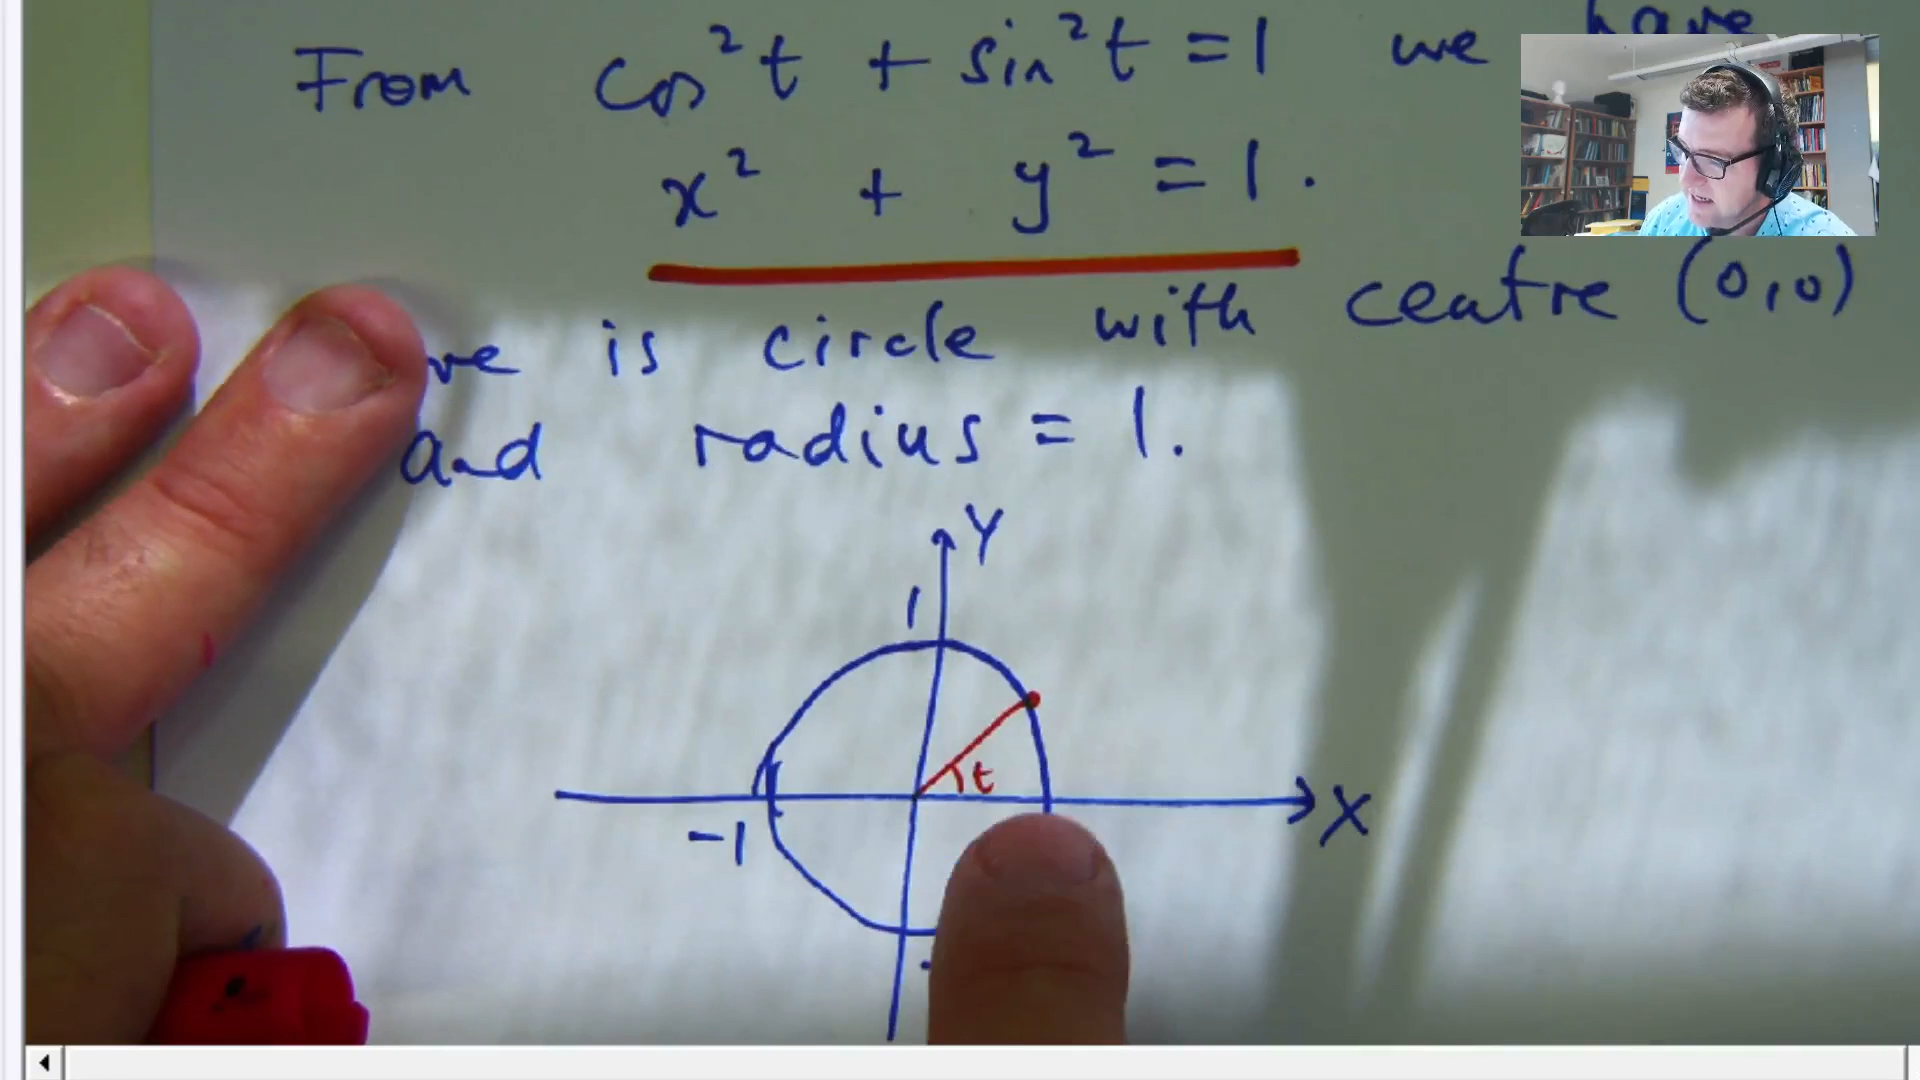 From cos²t + sin²t = 1 we have
x² + y² = 1.
is circle with centre (0,0)
and radius = 1.
Y
1
t
-1
X